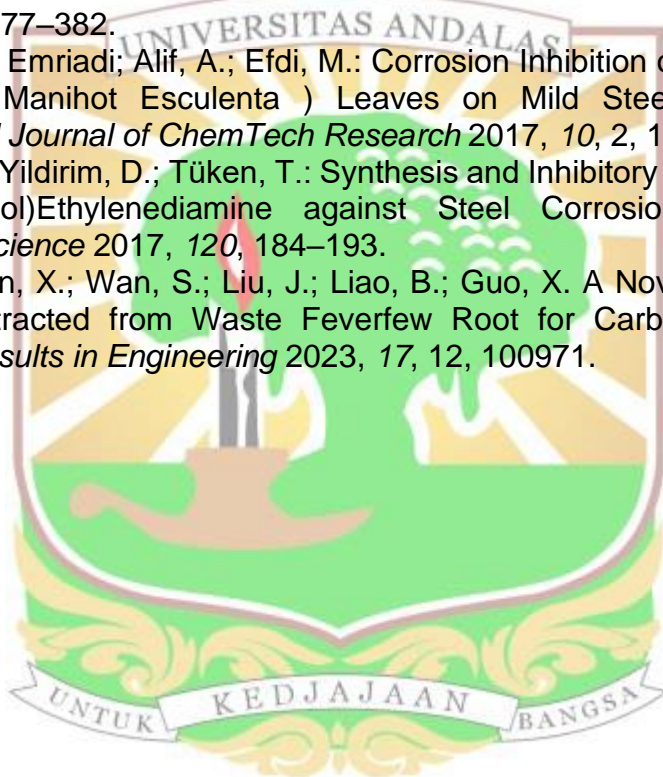 77–382.
UNIVERSITAS ANDALAS
Emriadi; Alif, A.; Efdi, M.: Corrosion Inhibition
Manihot Esculenta ) Leaves on Mild Stee
Journal of ChemTech Research 2017, 10, 2, 1
Yildirim, D.; Tüken, T.: Synthesis and Inhibitory
ol)Ethylenediamine against Steel Corrosio
cience 2017, 120, 184–193.
n, X.; Wan, S.; Liu, J.; Liao, B.; Guo, X. A Nov
tracted from Waste Feverfew Root for Carb
sults in Engineering 2023, 17, 12, 100971.
UNTUK KEDJAJAAN BANGSA